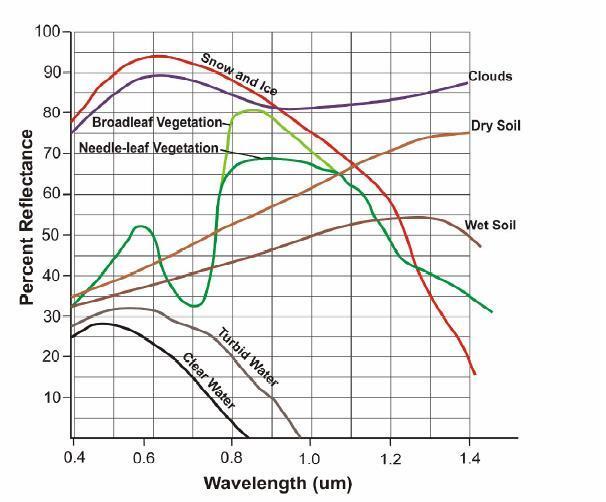 100
90
80
70
60
50
40
30
20
10
Percent Reflectance
Snow and Ice
Clouds
Broadleaf Vegetation
Dry Soil
Needle-leaf Vegetation
Wet Soil
Turbid Water
Clear Water
0.4 0.6 0.8 1.0 1.2 1.4
Wavelength (um)